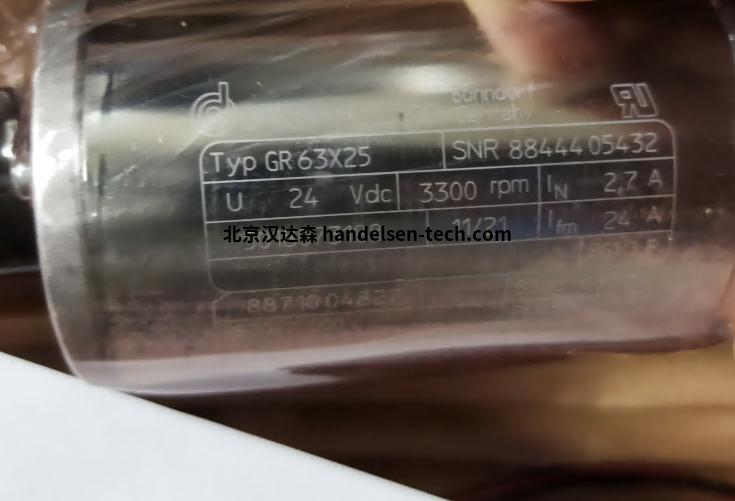 d
Bonndorf
Germany
Typ GR 63X25 SNR 88444 05432
U 24 Vdc 3300 rpm IN 2,7 A
11/21 Ifm 24 A
北京汉达森 handelsen-tech.com
88710 04827